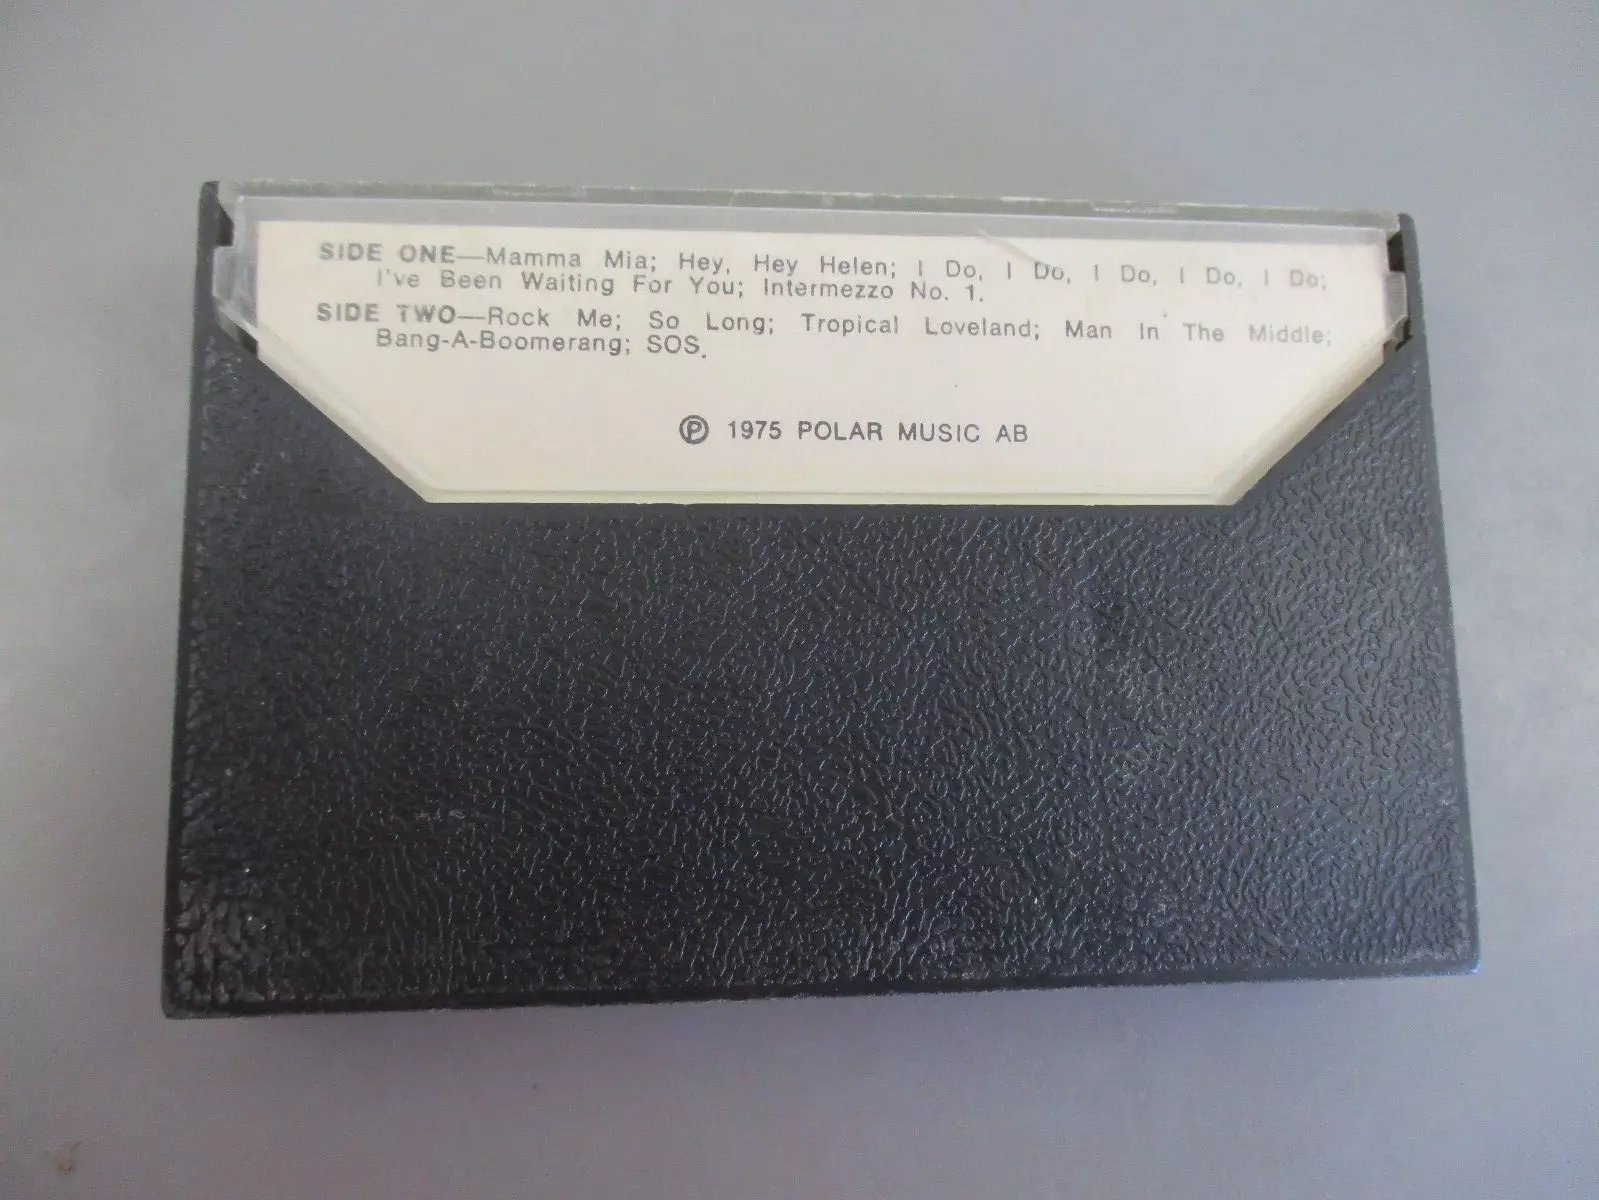 SIDE ONE—Mamma Mia; Hey, Hey Helen; I Do, I Do, I Do, I Do, I Do;
I've Been Waiting For You; Intermezzo No. 1.
SIDE TWO—Rock Me; So Long; Tropical Loveland; Man In The Middle;
Bang-A-Boomerang; SOS.
℗ 1975 POLAR MUSIC AB